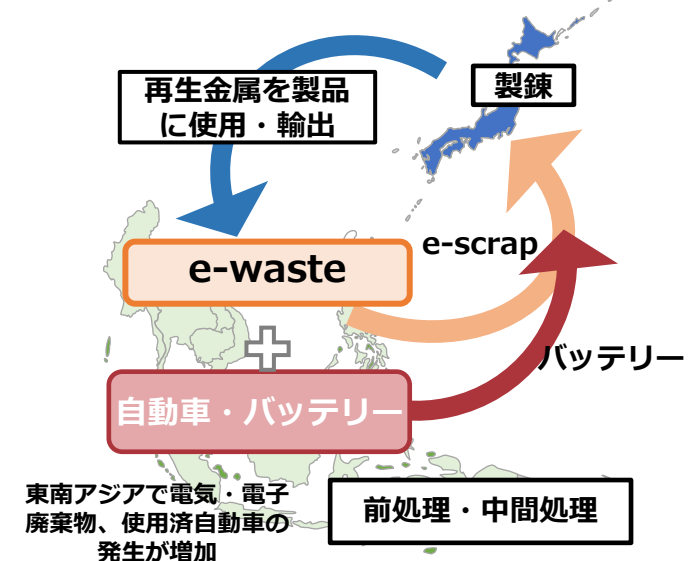 再生金属を製品
に使用・輸出
製錬
e-waste
e-scrap
バッテリー
自動車・バッテリー
東南アジアで電気・電子
廃棄物、使用済自動車の
発生が増加
前処理・中間処理